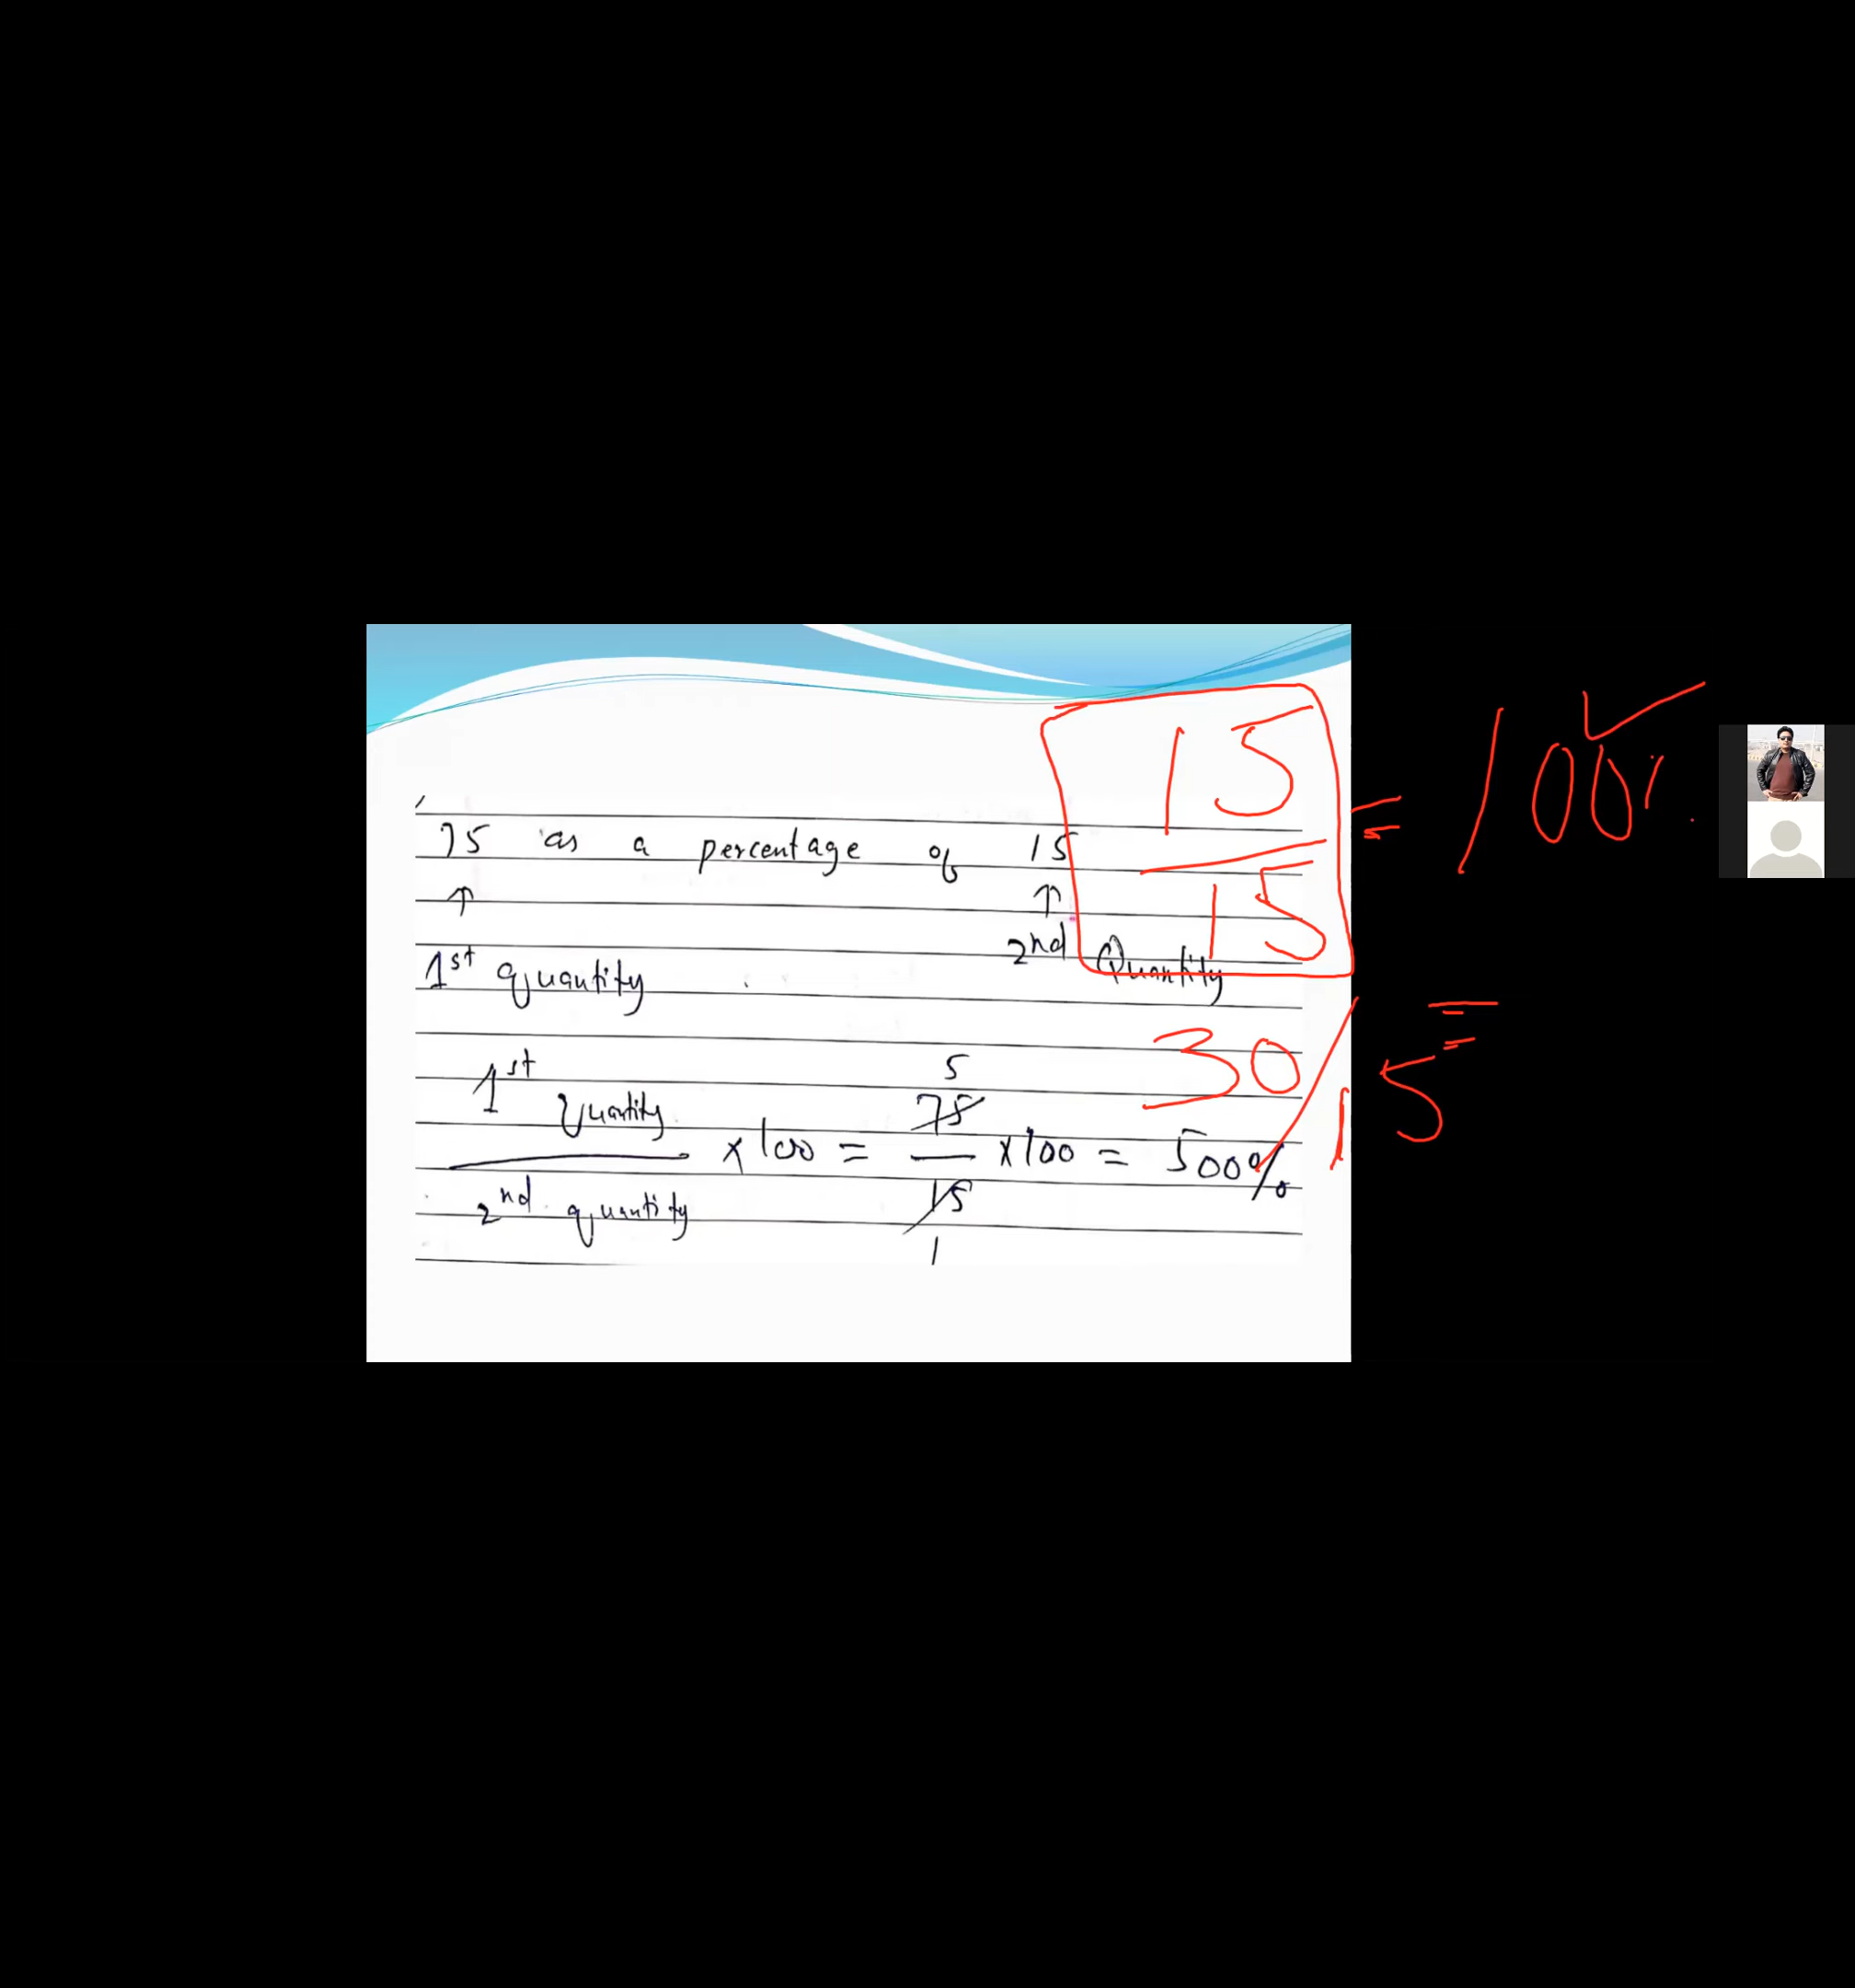 15
15
= 100%
75 as a percentage of 15
↑ ↑
1st quantity 2nd Quantity
30/15 =
1st Quantity
2nd quantity
x 100 =
5
75
15
1
x100 = 500%